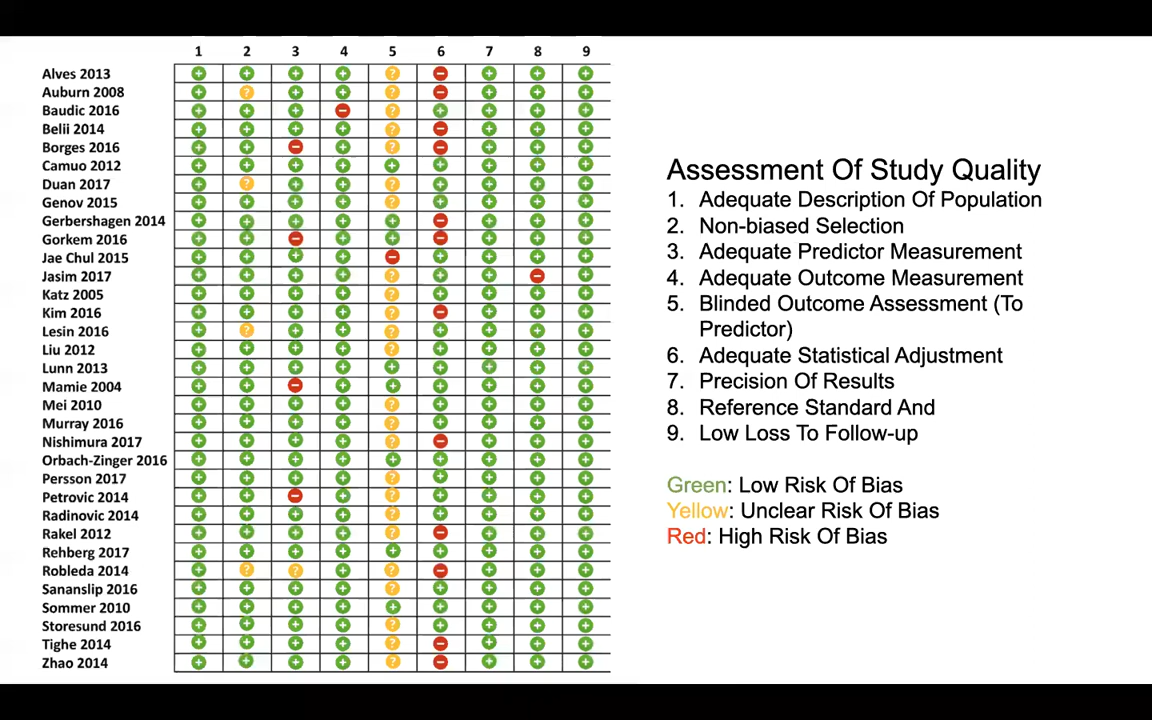 1 2 3 4 5 6 7 8 9
Alves 2013 + + + + ? − + + +
Auburn 2008 + ? + + ? − + + +
Baudic 2016 + + + − ? + + + +
Belii 2014 + + + + ? − + + +
Borges 2016 + + − + ? − + + +
Camuo 2012 + + + + + + + + +
Duan 2017 + ? + + ? + + + +
Genov 2015 + + + + ? + + + +
Gerbershagen 2014 + + + + + − + + +
Gorkem 2016 + + − + + − + + +
Jae Chul 2015 + + + + − + + + +
Jasim 2017 + + + + ? + + − +
Katz 2005 + + + + ? + + + +
Kim 2016 + + + + ? − + + +
Lesin 2016 + ? + + ? + + + +
Liu 2012 + + + + ? + + + +
Lunn 2013 + + + + + + + + +
Mamie 2004 + + − + + + + + +
Mei 2010 + + + + ? + + + +
Murray 2016 + + + + ? + + + +
Nishimura 2017 + + + + ? − + + +
Orbach-Zinger 2016 + + + + + + + + +
Persson 2017 + + + + ? + + + +
Petrovic 2014 + + − + ? + + + +
Radinovic 2014 + + + + ? + + + +
Rakel 2012 + + + + ? − + + +
Rehberg 2017 + + + + + + + + +
Robleda 2014 + ? ? + ? − + + +
Sananslip 2016 + + + + ? + + + +
Sommer 2010 + + + + + + + + +
Storesund 2016 + + + + ? + + + +
Tighe 2014 + + + + ? − + + +
Zhao 2014 + + + + ? − + + +
Assessment Of Study Quality
1. Adequate Description Of Population
2. Non-biased Selection
3. Adequate Predictor Measurement
4. Adequate Outcome Measurement
5. Blinded Outcome Assessment (To
Predictor)
6. Adequate Statistical Adjustment
7. Precision Of Results
8. Reference Standard And
9. Low Loss To Follow-up
Green: Low Risk Of Bias
Yellow: Unclear Risk Of Bias
Red: High Risk Of Bias